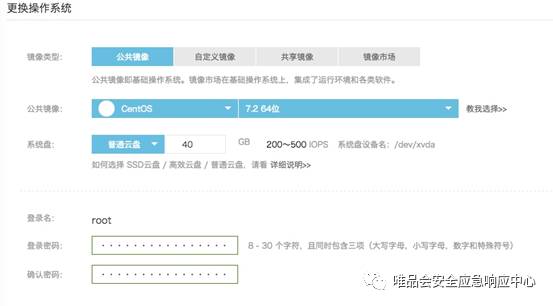 更换操作系统
镜像类型: 公共镜像 自定义镜像 共享镜像 镜像市场
公共镜像即基础操作系统。镜像市场在基础操作系统上，集成了运行环境和各类软件。
公共镜像: CentOS 7.2 64位 教我选择>>
系统盘: 普通云盘 40 GB 200～500 IOPS 系统盘设备名: /dev/xvda
如何选择 SSD云盘 / 高效云盘 / 普通云盘，请看 详细说明>>
登录名: root
登录密码: •••••••••••••••• 8 - 30 个字符，且同时包含三项（大写字母，小写字母，数字和特殊符号）
确认密码: ••••••••••••••••
唯品会安全应急响应中心